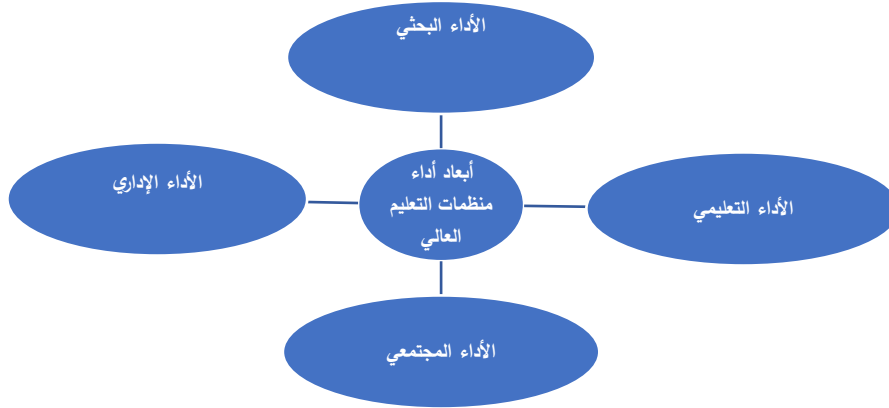 الأداء البحثي
أبعاد أداء
منظمات التعليم
العالي
الأداء التعليمي
الأداء الإداري
الأداء المجتمعي